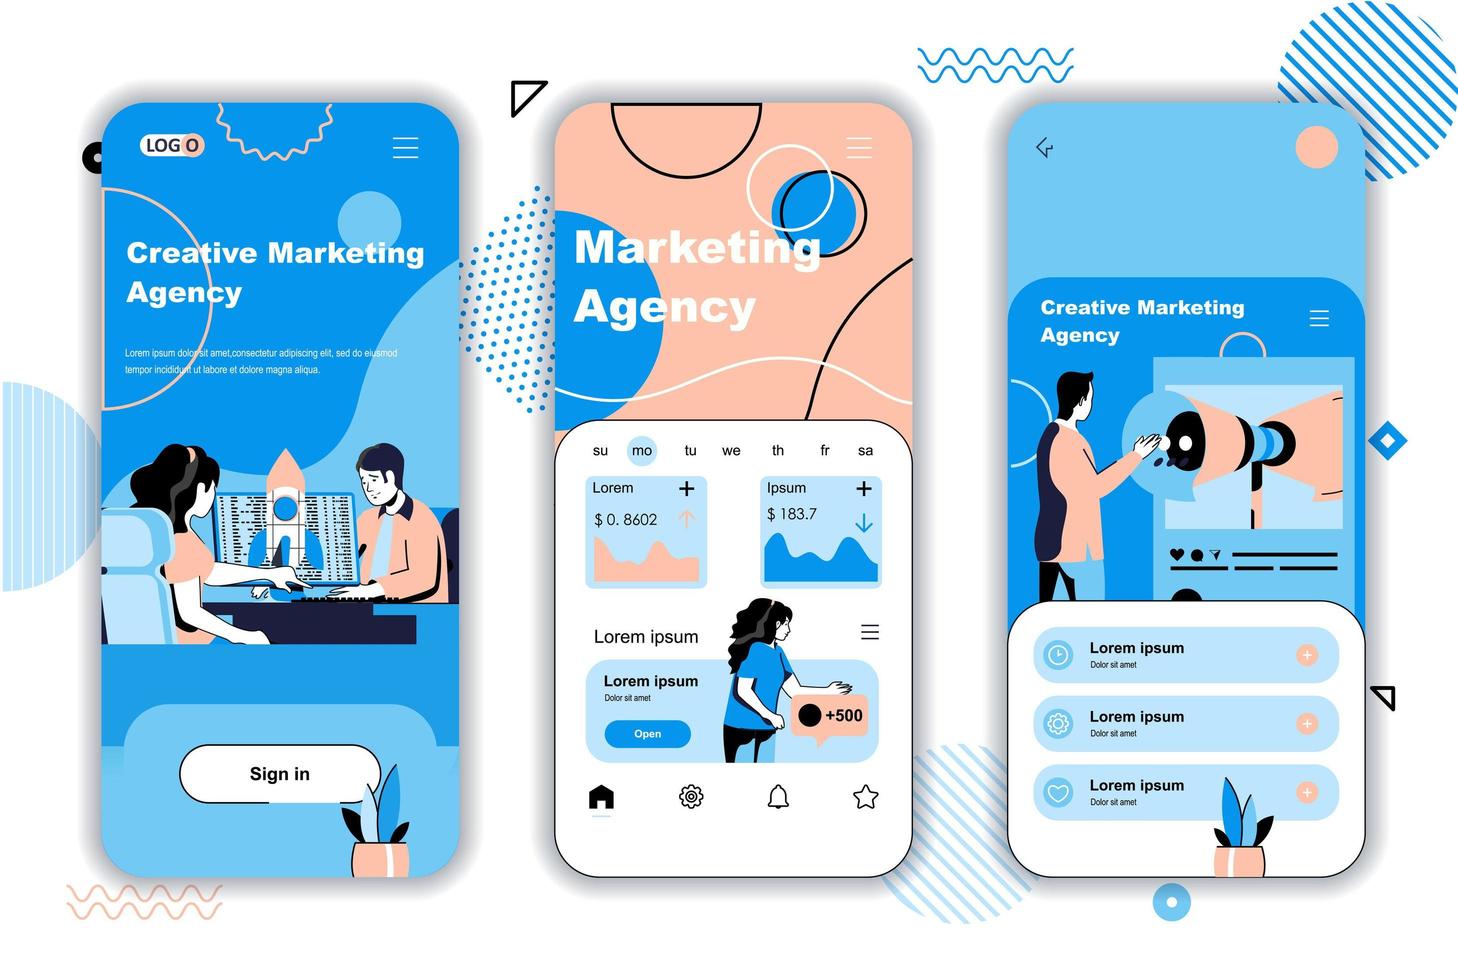 LOGO
Creative Marketing
Agency
Lorem ipsum dolor sit amet,consectetur adipiscing elit, sed do eiusmod
tempor incididunt ut labore et dolore magna aliqua.
Sign in
Marketing
Agency
su mo tu we th fr sa
Lorem +
$ 0. 8602
Ipsum +
$ 183.7
Lorem ipsum
Lorem ipsum
Dolor sit amet
Open
+500
Creative Marketing
Agency
Lorem ipsum
Dolor sit amet
Lorem ipsum
Dolor sit amet
Lorem ipsum
Dolor sit amet